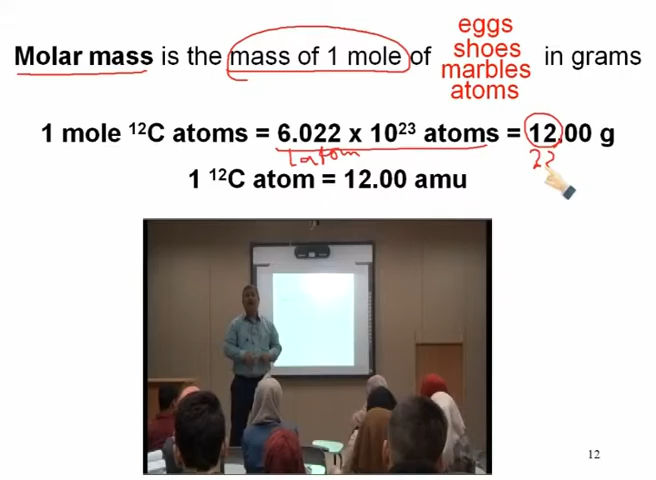 Molar mass is the mass of 1 mole of eggs shoes marbles atoms in grams
1 mole ¹²C atoms = 6.022 x 10²³ atoms = 12.00 g
1 atom
??
1 ¹²C atom = 12.00 amu
12